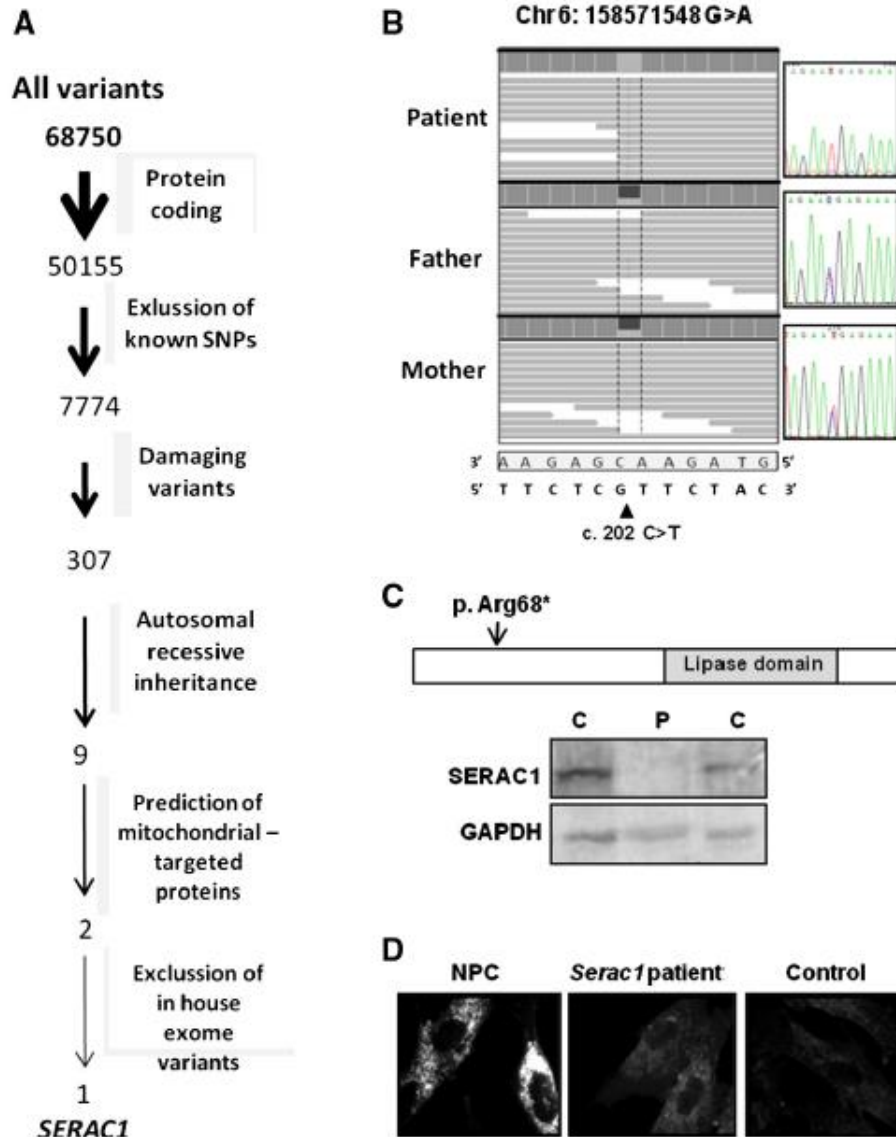 A
All variants
68750
Protein
coding
50155
Exlussion of
known SNPs
7774
Damaging
variants
307
Autosomal
recessive
inheritance
9
Prediction of
mitochondrial –
targeted
proteins
2
Exclussion of
in house
exome
variants
1
SERAC1
B
Chr6: 158571548 G>A
Patient
Father
Mother
3' A A G A G C A A G A T G 5'
5' T T C T C G T T C T A C 3'
c. 202 C>T
C
p. Arg68*
Lipase domain
C P C
SERAC1
GAPDH
D
NPC Serac1 patient Control